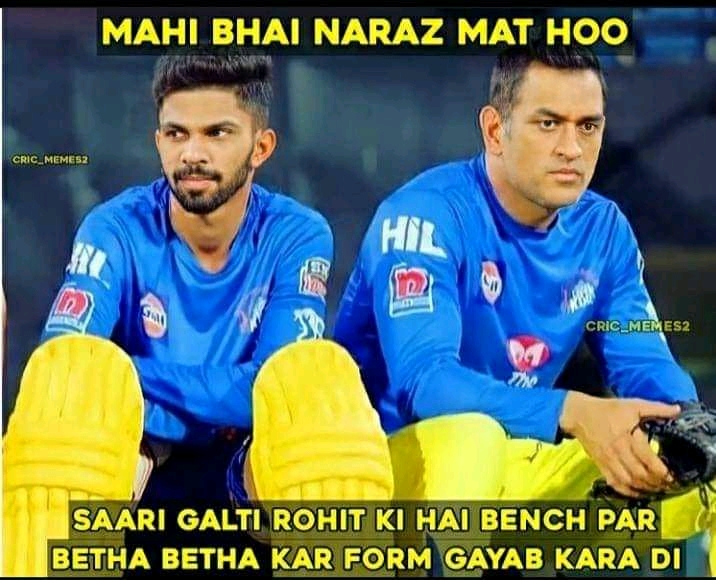 MAHI BHAI NARAZ MAT HOO
CRIC_MEMES2
HIL
CRIC_MEMES2
SAARI GALTI ROHIT KI HAI BENCH PAR
BETHA BETHA KAR FORM GAYAB KARA DI